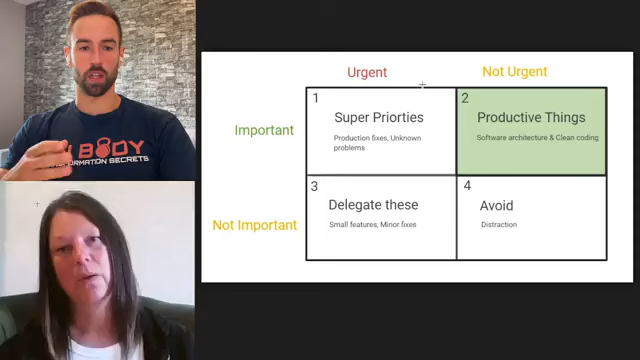 BODY
FORMATION SECRETS
Urgent
Not Urgent
Important
1
Super Priorties
Production fixes, Unknown
problems
2
Productive Things
Software architecture & Clean coding
Not Important
3
Delegate these
Small features, Minor fixes
4
Avoid
Distraction